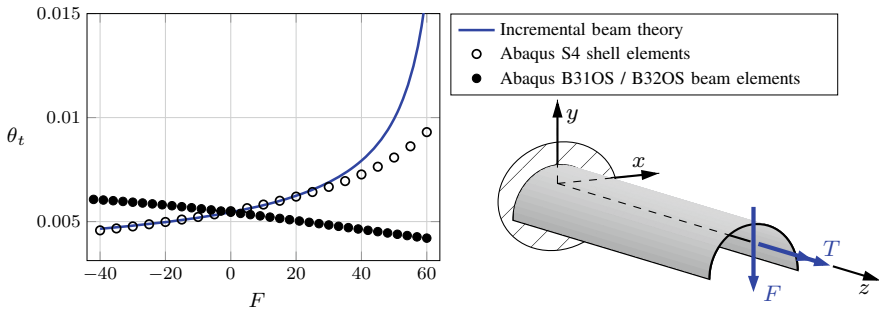 0.015
0.01
0.005
θt
−40
−20
0
20
40
60
F
Incremental beam theory
Abaqus S4 shell elements
Abaqus B31OS / B32OS beam elements
y
x
T
F
z